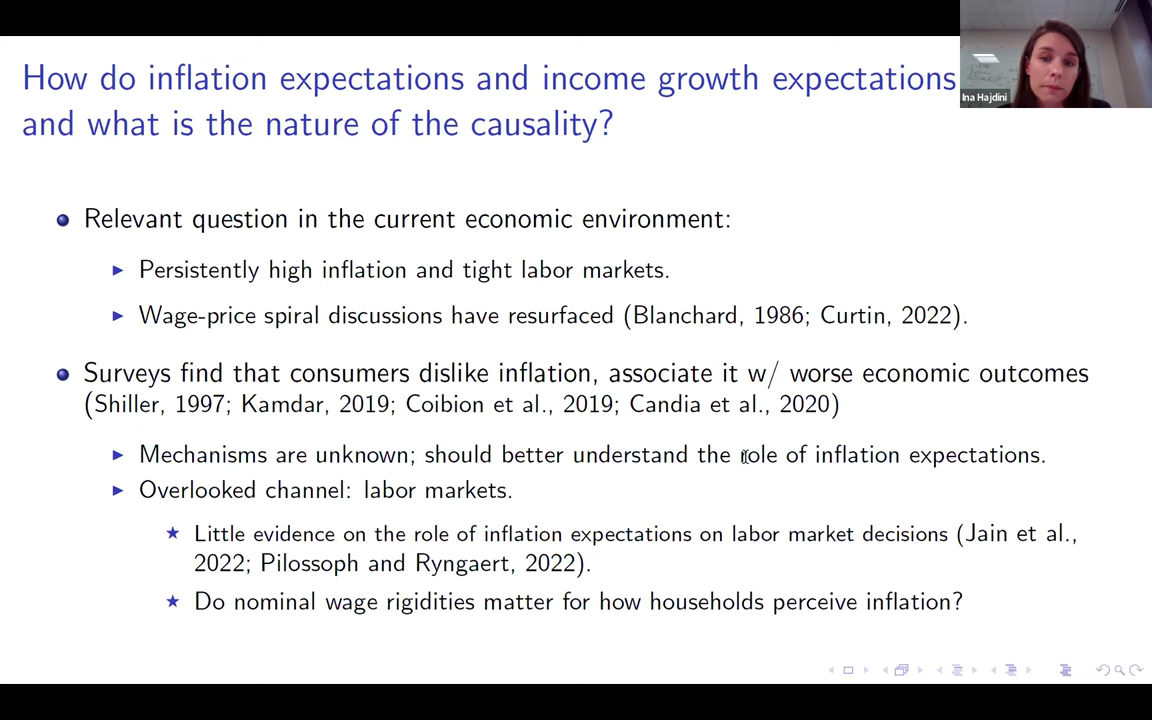 How do inflation expectations and income growth expectations
and what is the nature of the causality?
Ina Hajdini
Relevant question in the current economic environment:
Persistently high inflation and tight labor markets.
Wage-price spiral discussions have resurfaced (Blanchard, 1986; Curtin, 2022).
Surveys find that consumers dislike inflation, associate it w/ worse economic outcomes
(Shiller, 1997; Kamdar, 2019; Coibion et al., 2019; Candia et al., 2020)
Mechanisms are unknown; should better understand the role of inflation expectations.
Overlooked channel: labor markets.
Little evidence on the role of inflation expectations on labor market decisions (Jain et al.,
2022; Pilossoph and Ryngaert, 2022).
Do nominal wage rigidities matter for how households perceive inflation?